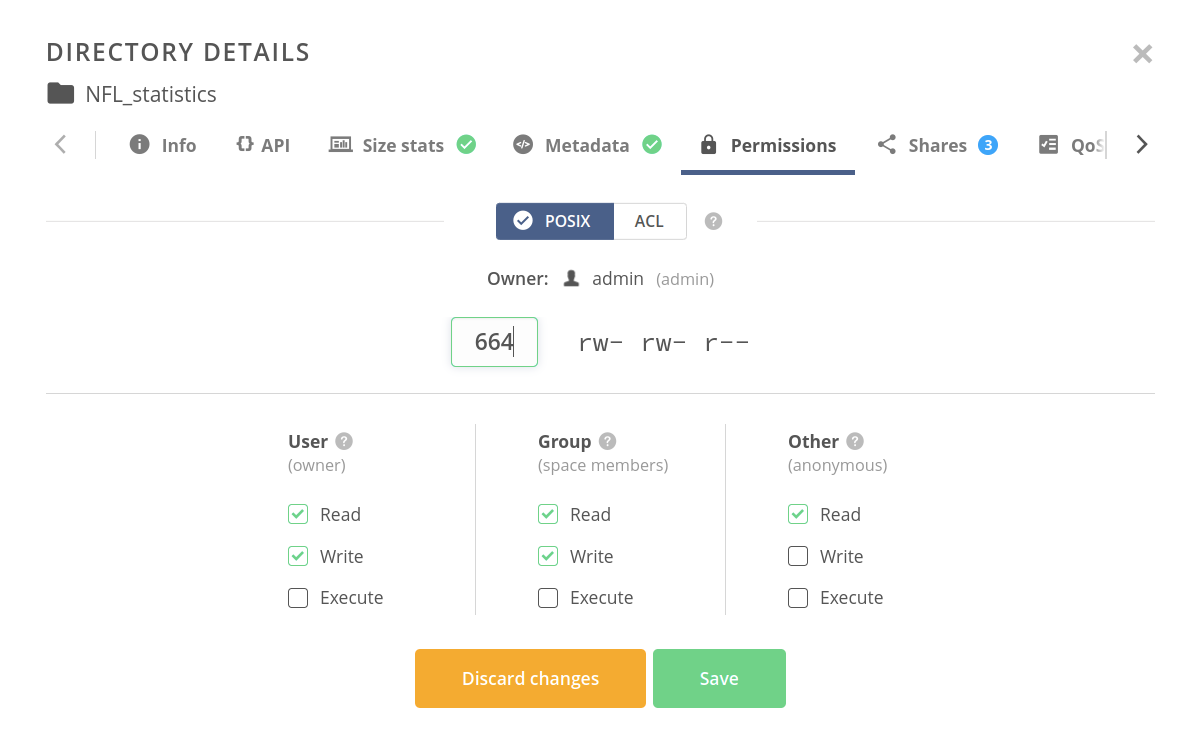 DIRECTORY DETAILS
NFL_statistics
Info API Size stats Metadata Permissions Shares 3 QoS
POSIX ACL ?
Owner: admin (admin)
664 rw- rw- r--
User ? Group ? Other ?
(owner) (space members) (anonymous)
Read Read Read
Write Write Write
Execute Execute Execute
Discard changes Save